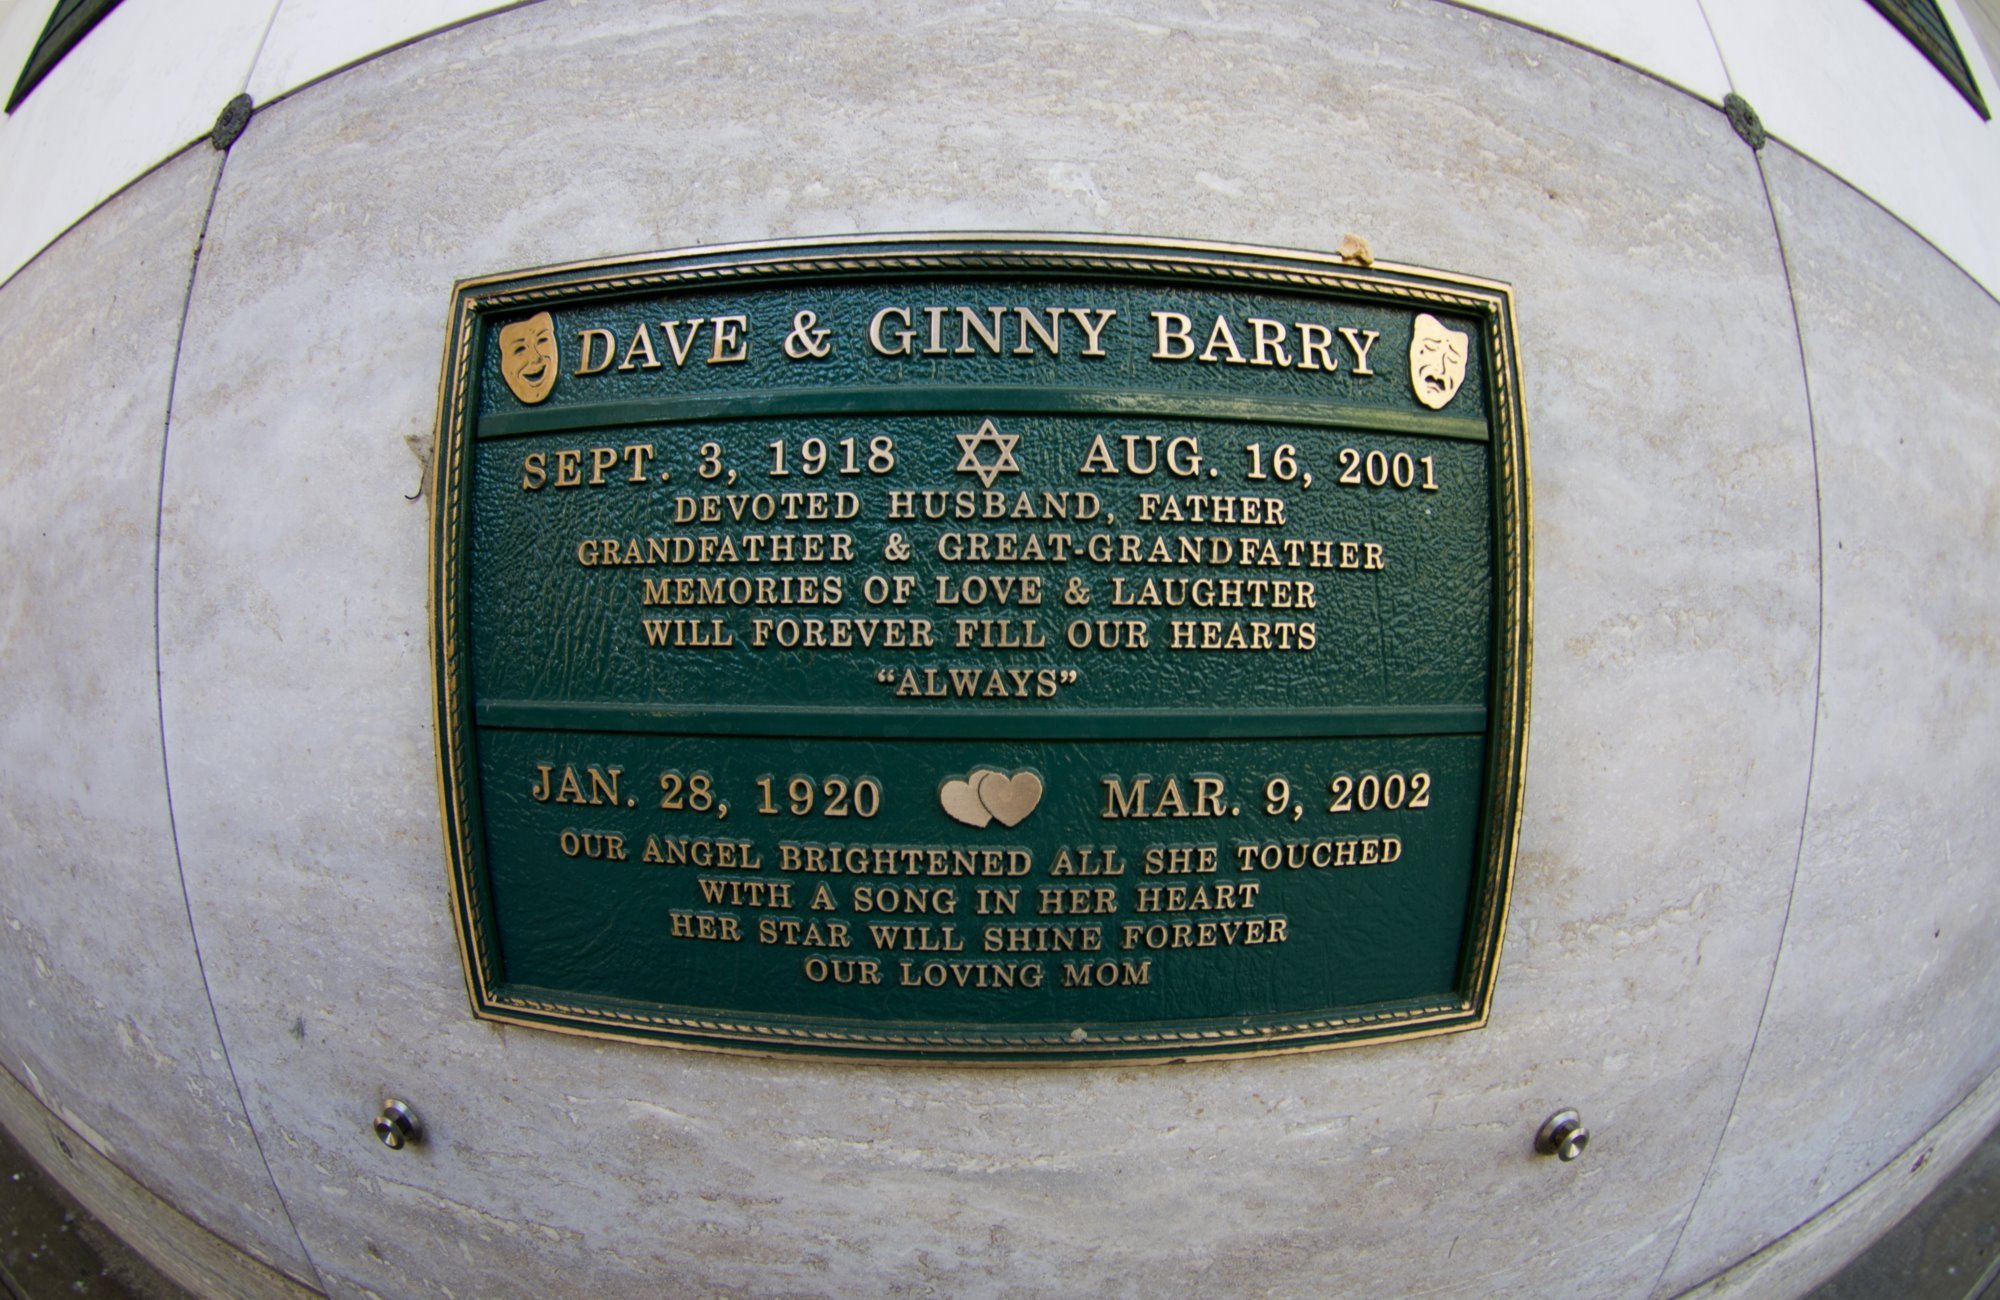 DAVE & GINNY BARRY
SEPT. 3, 1918 AUG. 16, 2001
DEVOTED HUSBAND, FATHER
GRANDFATHER & GREAT-GRANDFATHER
MEMORIES OF LOVE & LAUGHTER
WILL FOREVER FILL OUR HEARTS
“ALWAYS”
JAN. 28, 1920 MAR. 9, 2002
OUR ANGEL BRIGHTENED ALL SHE TOUCHED
WITH A SONG IN HER HEART
HER STAR WILL SHINE FOREVER
OUR LOVING MOM